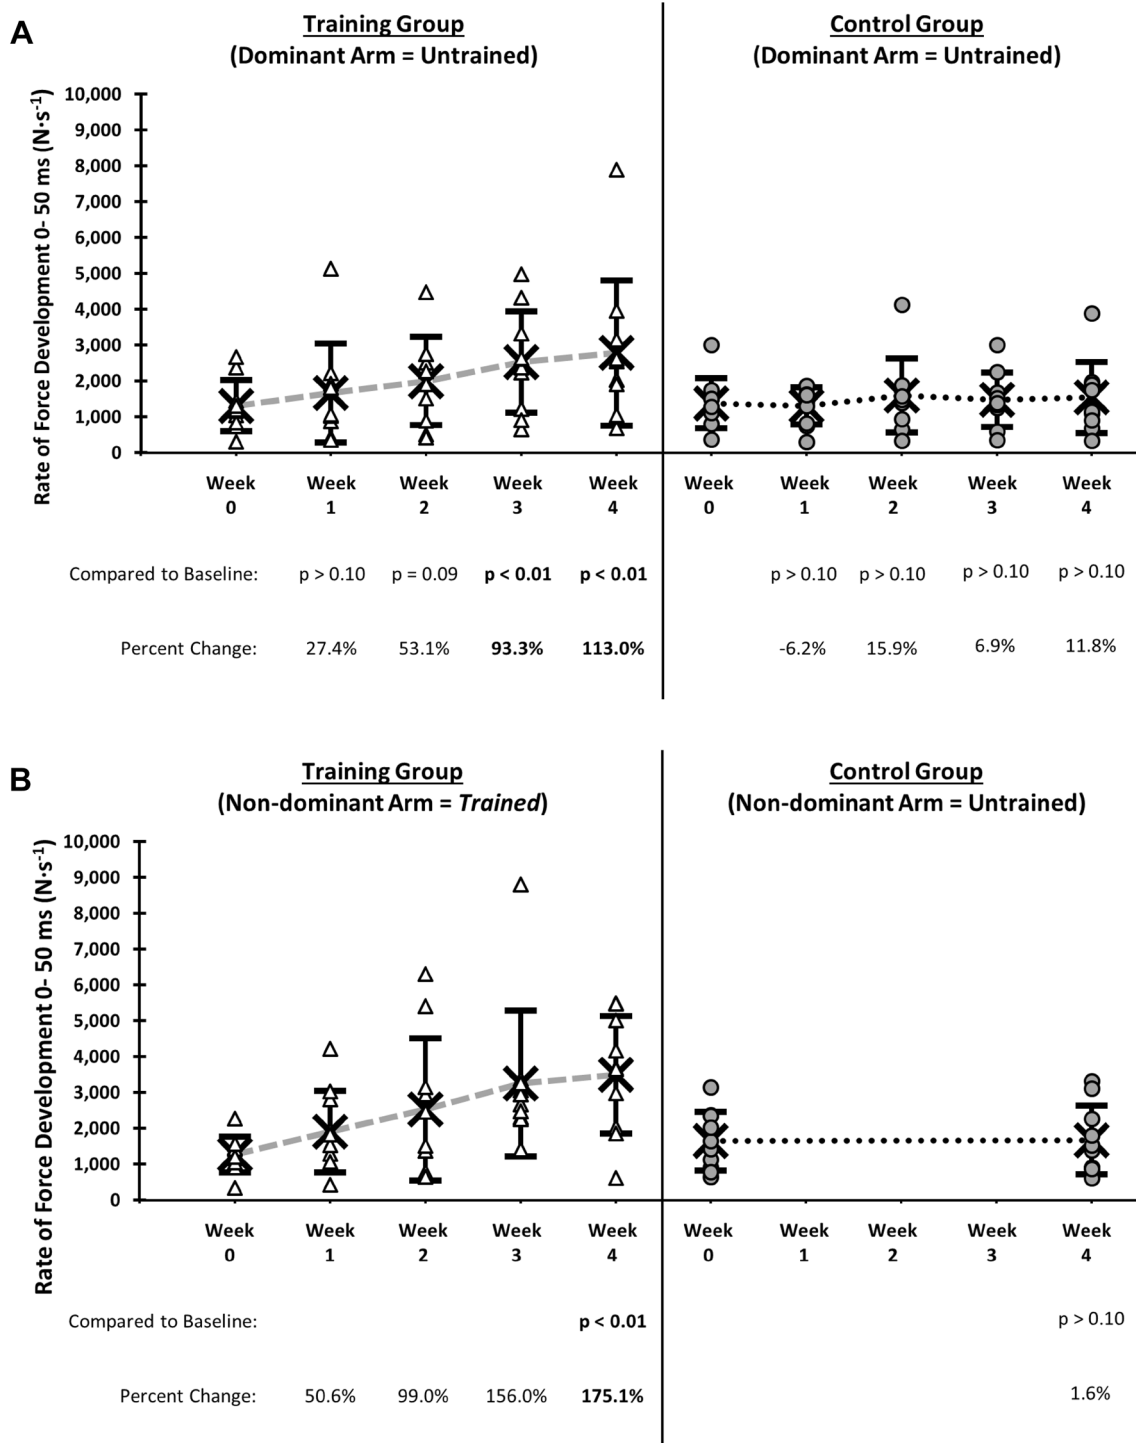 A
Training Group
(Dominant Arm = Untrained)
Control Group
(Dominant Arm = Untrained)
Rate of Force Development 0- 50 ms (N·s⁻¹)
10,000
9,000
8,000
7,000
6,000
5,000
4,000
3,000
2,000
1,000
0
Week 0
Week 1
Week 2
Week 3
Week 4
Week 0
Week 1
Week 2
Week 3
Week 4
Compared to Baseline: p > 0.10 p = 0.09 p < 0.01 p < 0.01 p > 0.10 p > 0.10 p > 0.10 p > 0.10
Percent Change: 27.4% 53.1% 93.3% 113.0% -6.2% 15.9% 6.9% 11.8%
B
Training Group
(Non-dominant Arm = Trained)
Control Group
(Non-dominant Arm = Untrained)
Rate of Force Development 0- 50 ms (N·s⁻¹)
10,000
9,000
8,000
7,000
6,000
5,000
4,000
3,000
2,000
1,000
0
Week 0
Week 1
Week 2
Week 3
Week 4
Week 0
Week 1
Week 2
Week 3
Week 4
Compared to Baseline: p < 0.01 p > 0.10
Percent Change: 50.6% 99.0% 156.0% 175.1% 1.6%